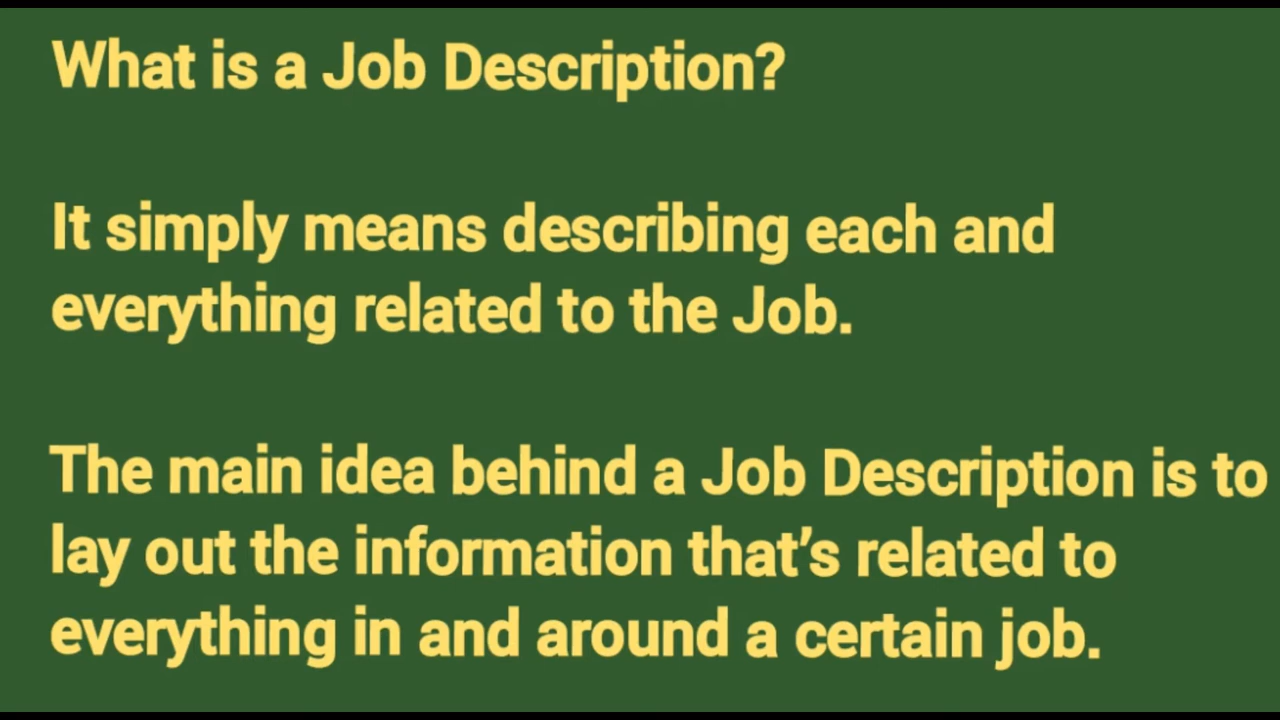 What is a Job Description?
It simply means describing each and
everything related to the Job.
The main idea behind a Job Description is to
lay out the information that's related to
everything in and around a certain job.